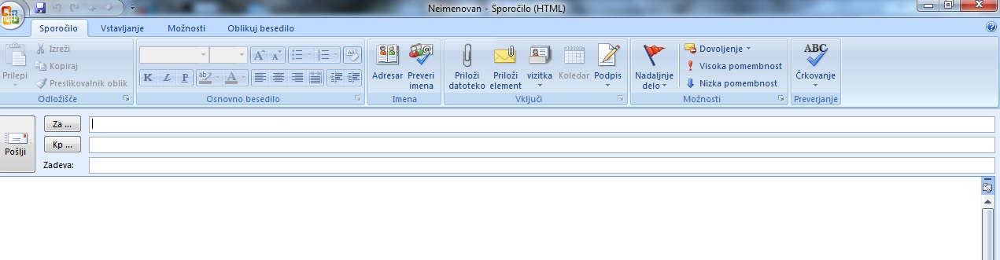 Neimenovan - Sporočilo (HTML)
Sporočilo Vstavljanje Možnosti Oblikuj besedilo
Prilepi
Izreži
Kopiraj
Preslikovalnik oblik
Odložišče
K L P ab A
Osnovno besedilo
Adresar
Preveri imena
Imena
Priloži datoteko
Priloži element
vizitka
Koledar
Podpis
Vključi
Nadaljnje delo
Dovoljenje
Visoka pomembnost
Nizka pomembnost
Možnosti
ABC
Črkovanje
Preverjanje
Pošlji
Za ...
Kp ...
Zadeva: